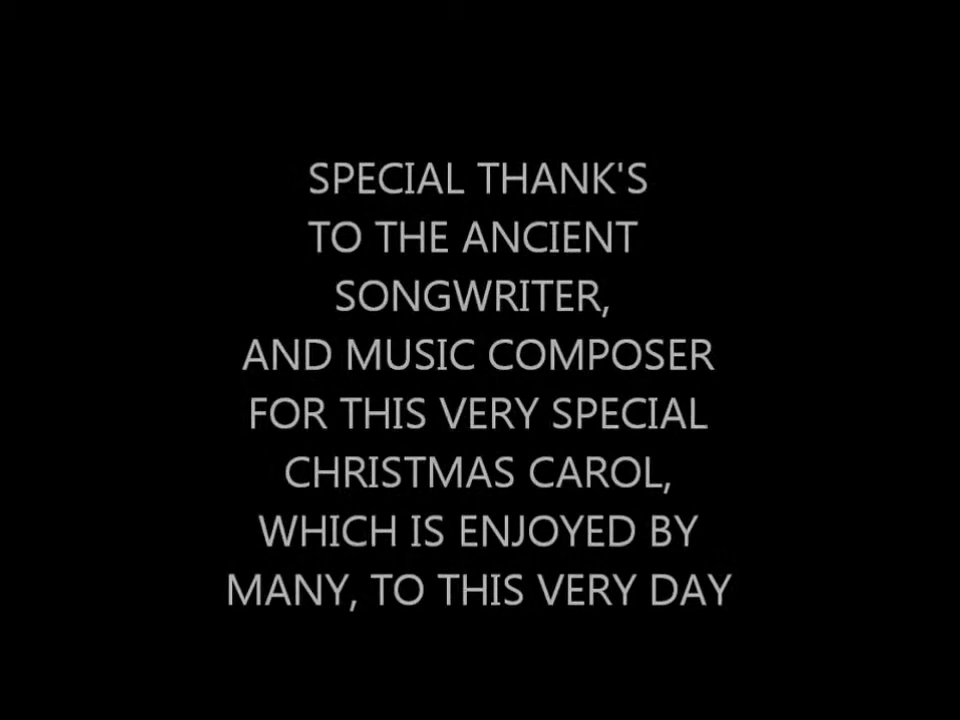 SPECIAL THANK'S
TO THE ANCIENT
SONGWRITER,
AND MUSIC COMPOSER
FOR THIS VERY SPECIAL
CHRISTMAS CAROL,
WHICH IS ENJOYED BY
MANY, TO THIS VERY DAY